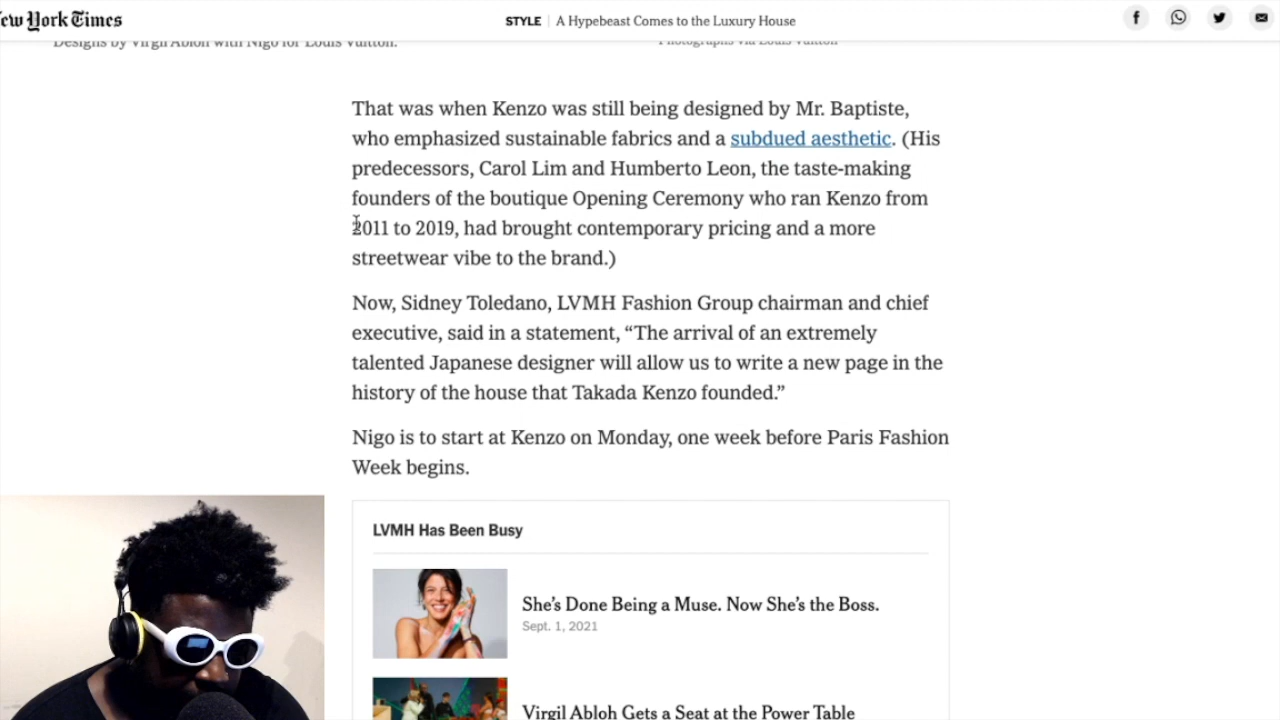 New York Times
STYLE | A Hypebeast Comes to the Luxury House
Designs by Virgil Abloh with Nigo for Louis Vuitton.
Photographs via Louis Vuitton
That was when Kenzo was still being designed by Mr. Baptiste,
who emphasized sustainable fabrics and a subdued aesthetic. (His
predecessors, Carol Lim and Humberto Leon, the taste-making
founders of the boutique Opening Ceremony who ran Kenzo from
2011 to 2019, had brought contemporary pricing and a more
streetwear vibe to the brand.)
Now, Sidney Toledano, LVMH Fashion Group chairman and chief
executive, said in a statement, “The arrival of an extremely
talented Japanese designer will allow us to write a new page in the
history of the house that Takada Kenzo founded.”
Nigo is to start at Kenzo on Monday, one week before Paris Fashion
Week begins.
LVMH Has Been Busy
She’s Done Being a Muse. Now She’s the Boss.
Sept. 1, 2021
Virgil Abloh Gets a Seat at the Power Table